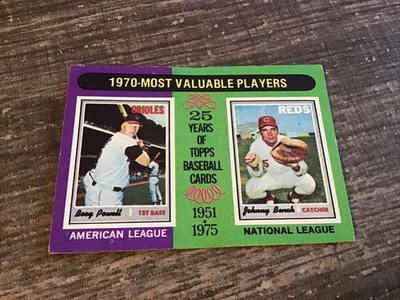 1970-MOST VALUABLE PLAYERS
ORIOLES
Boog Powell
1ST BASE
AMERICAN LEAGUE
25
YEARS
OF
TOPPS
BASEBALL
CARDS
1951
•
1975
REDS
Johnny Bench
CATCHER
NATIONAL LEAGUE